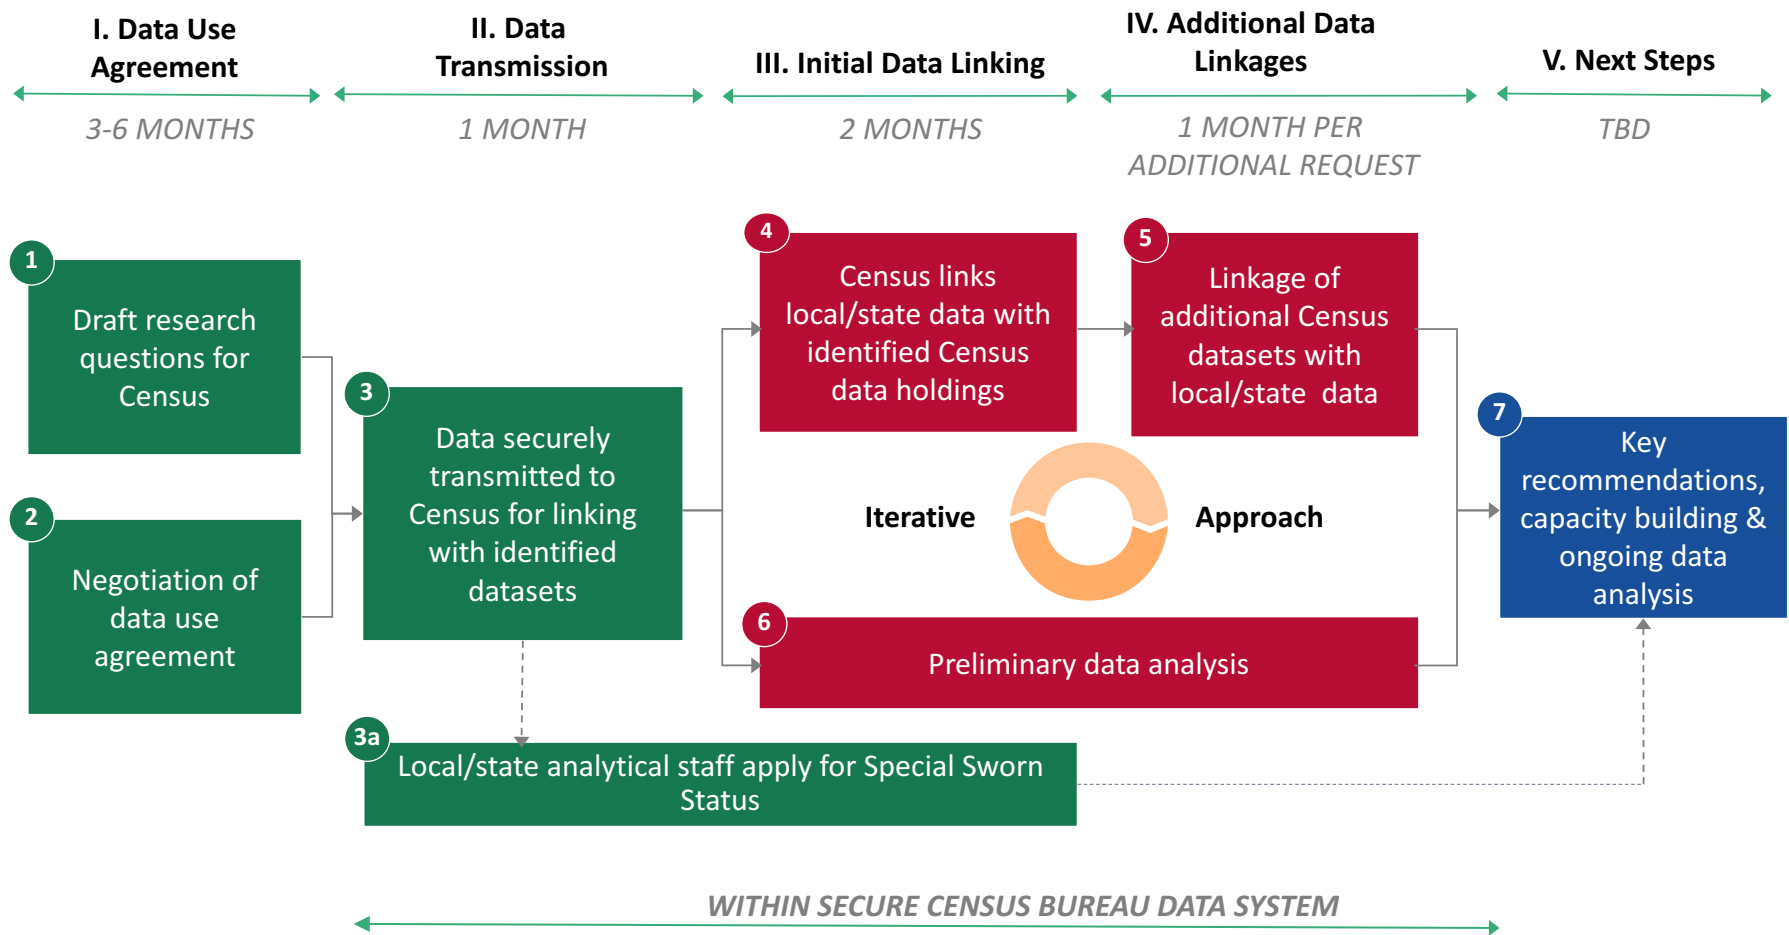 I. Data Use
Agreement
3-6 MONTHS
II. Data
Transmission
1 MONTH
III. Initial Data Linking
2 MONTHS
IV. Additional Data
Linkages
1 MONTH PER
ADDITIONAL REQUEST
V. Next Steps
TBD
1
Draft research
questions for
Census
2
Negotiation of
data use
agreement
3
Data securely
transmitted to
Census for linking
with identified
datasets
3a
Local/state analytical staff apply for Special Sworn
Status
4
Census links
local/state data with
identified Census
data holdings
5
Linkage of
additional Census
datasets with
local/state data
Iterative
Approach
6
Preliminary data analysis
7
Key
recommendations,
capacity building &
ongoing data
analysis
WITHIN SECURE CENSUS BUREAU DATA SYSTEM